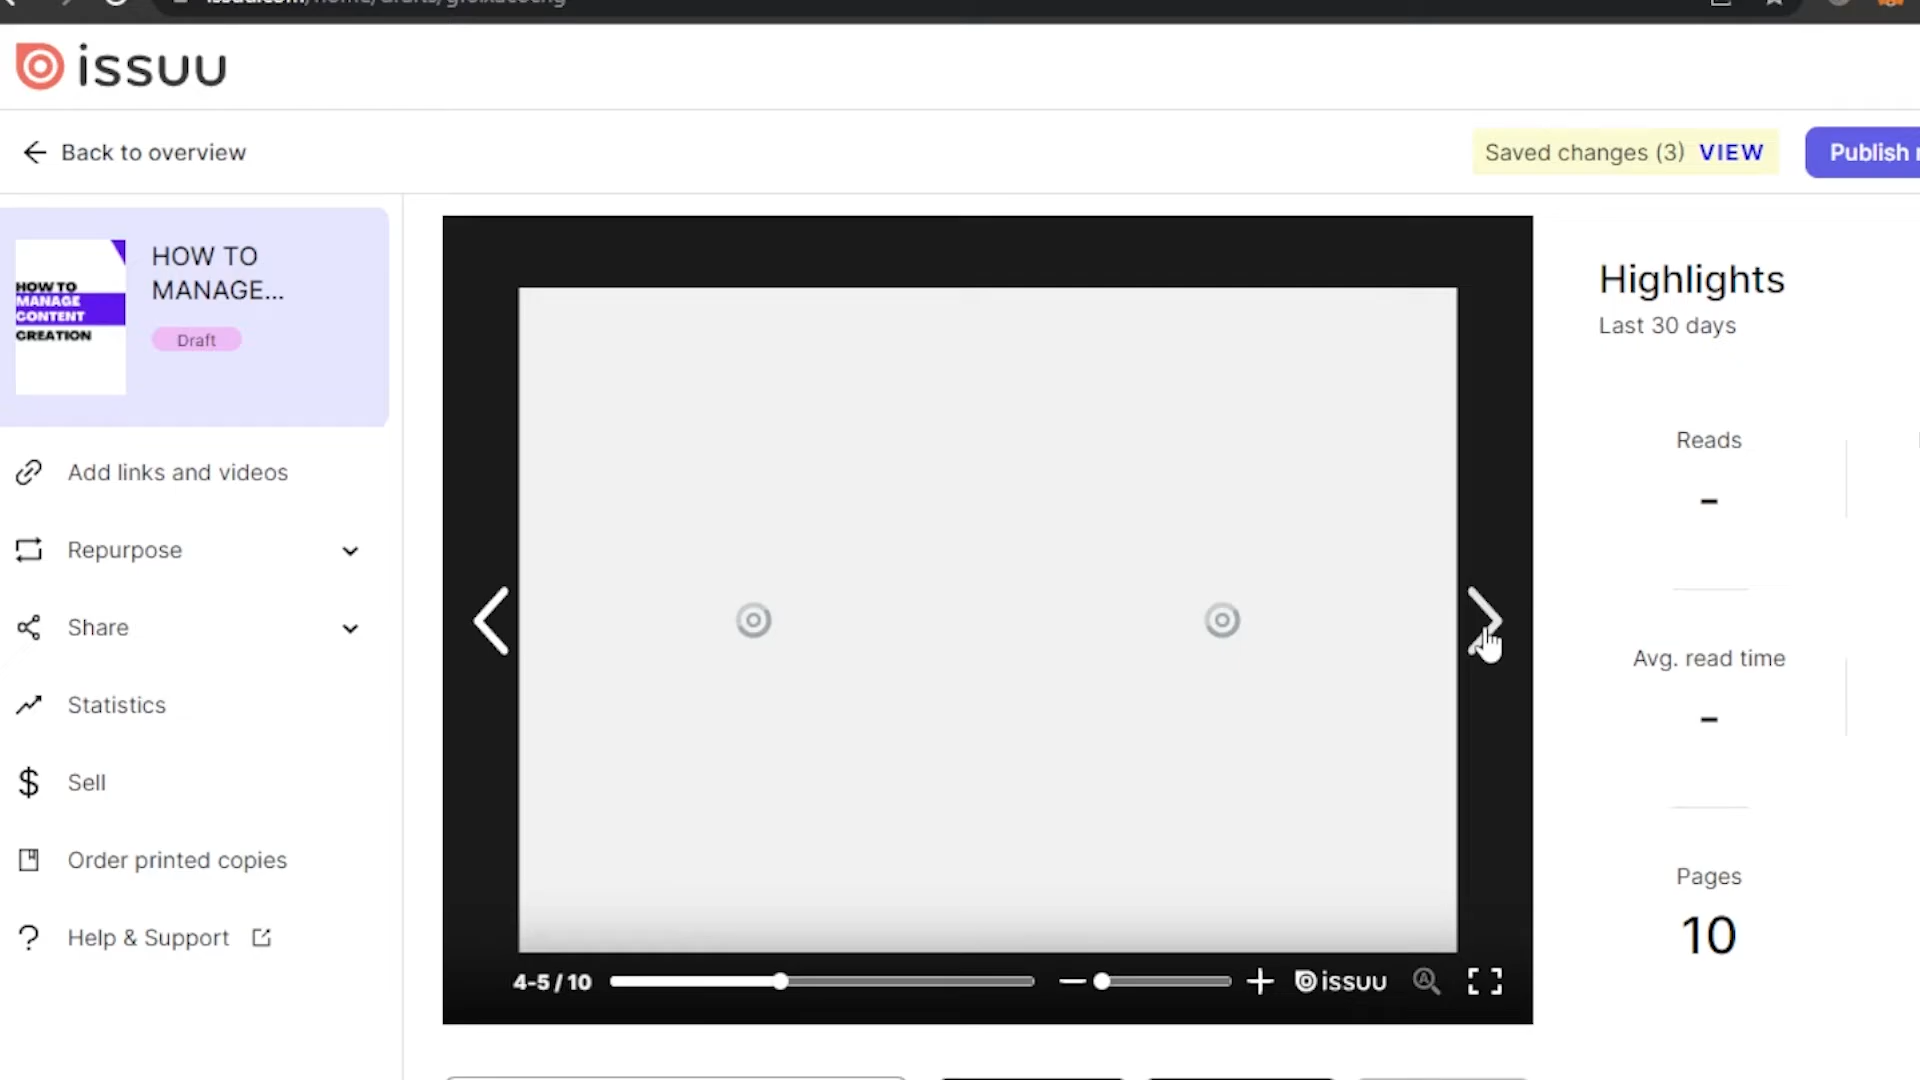 issuu
Back to overview
Saved changes (3) VIEW
Publish
HOW TO
MANAGE...
Draft
HOW TO
MANAGE
CONTENT
CREATION
Add links and videos
Repurpose
Share
Statistics
Sell
Order printed copies
Help & Support
4-5 / 10
issuu
Highlights
Last 30 days
Reads
-
Avg. read time
-
Pages
10